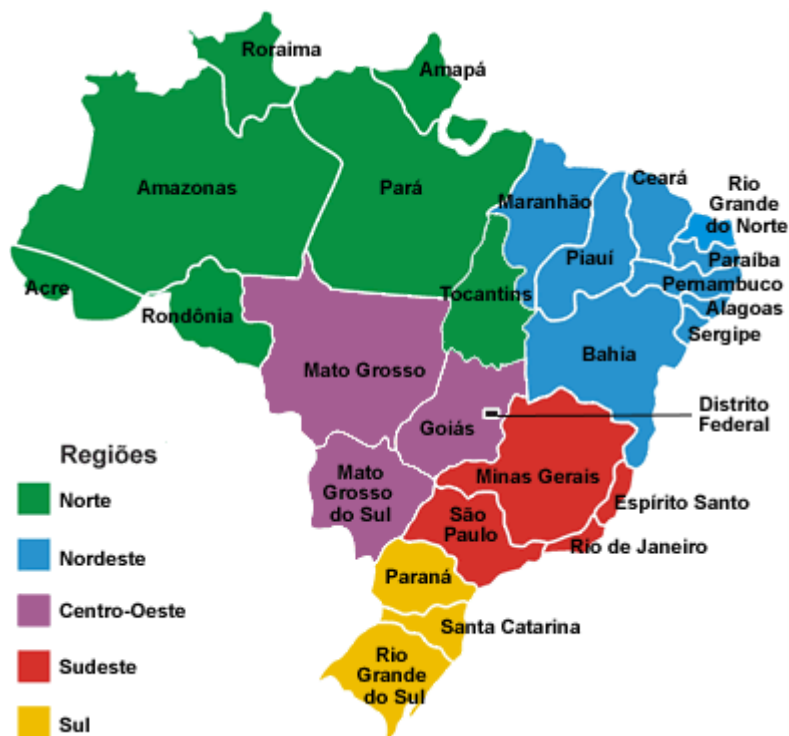 Roraima
Amapá
Amazonas
Pará
Maranhão
Ceará
Rio
Grande
do Norte
Piauí
Paraíba
Pernambuco
Alagoas
Sergipe
Acre
Rondônia
Tocantins
Bahia
Mato Grosso
Goiás
Distrito
Federal
Mato
Grosso
do Sul
Minas Gerais
Espírito Santo
São
Paulo
Rio de Janeiro
Paraná
Santa Catarina
Rio
Grande
do Sul
Regiões
Norte
Nordeste
Centro-Oeste
Sudeste
Sul